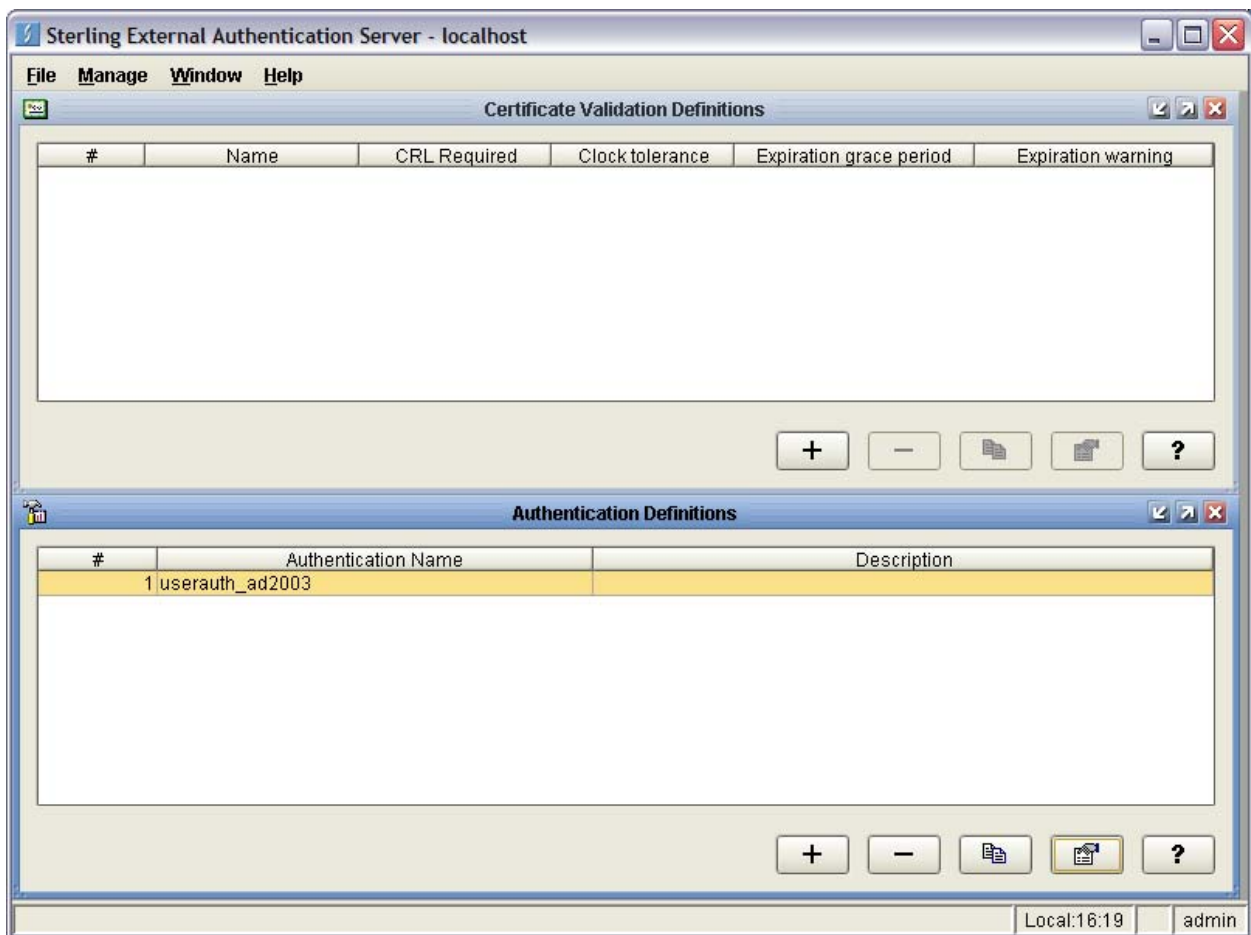 Sterling External Authentication Server - localhost
File Manage Window Help
Certificate Validation Definitions
# Name CRL Required Clock tolerance Expiration grace period Expiration warning
+ − ?
Authentication Definitions
# Authentication Name Description
1 userauth_ad2003
+ − ?
Local:16:19 admin